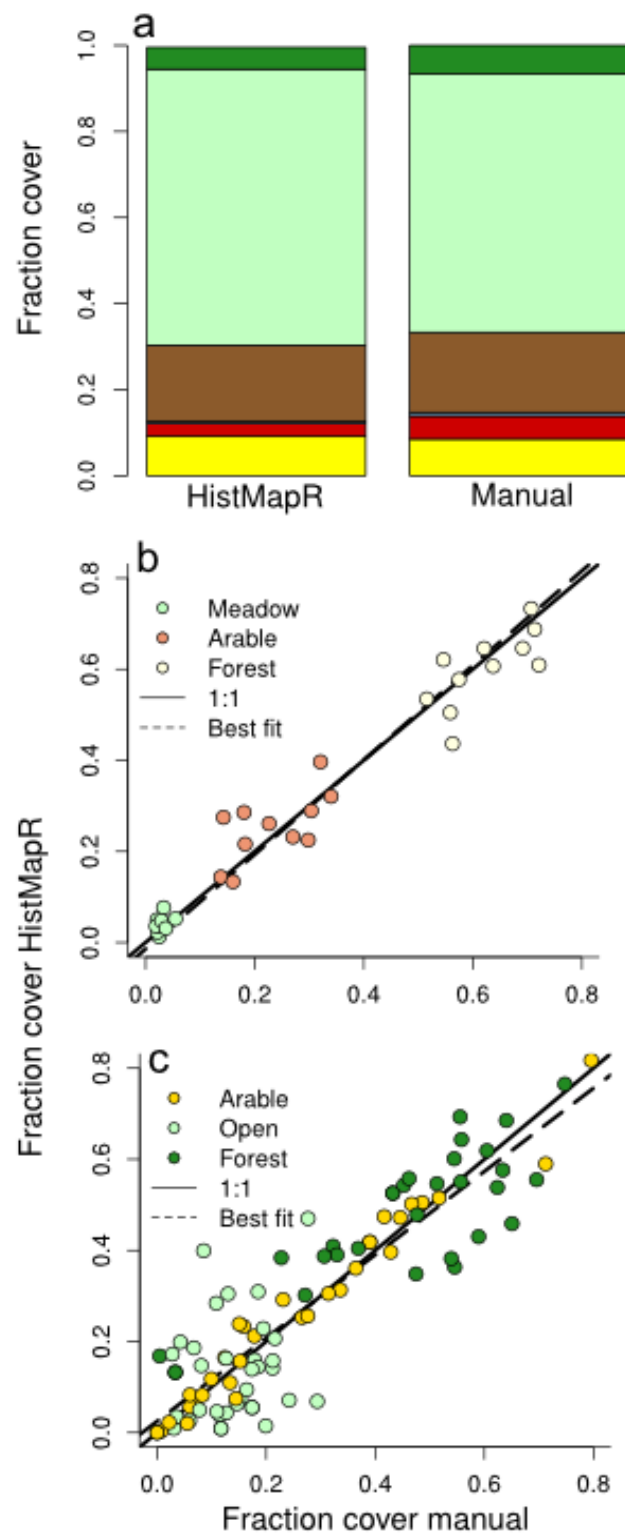 a
Fraction cover
1.0
0.8
0.6
0.4
0.2
0.0
HistMapR Manual
b
Fraction cover HistMapR
0.8
0.6
0.4
0.2
0.0
Meadow
Arable
Forest
1:1
Best fit
0.0 0.2 0.4 0.6 0.8
c
0.8
0.6
0.4
0.2
0.0
Arable
Open
Forest
1:1
Best fit
0.0 0.2 0.4 0.6 0.8
Fraction cover manual